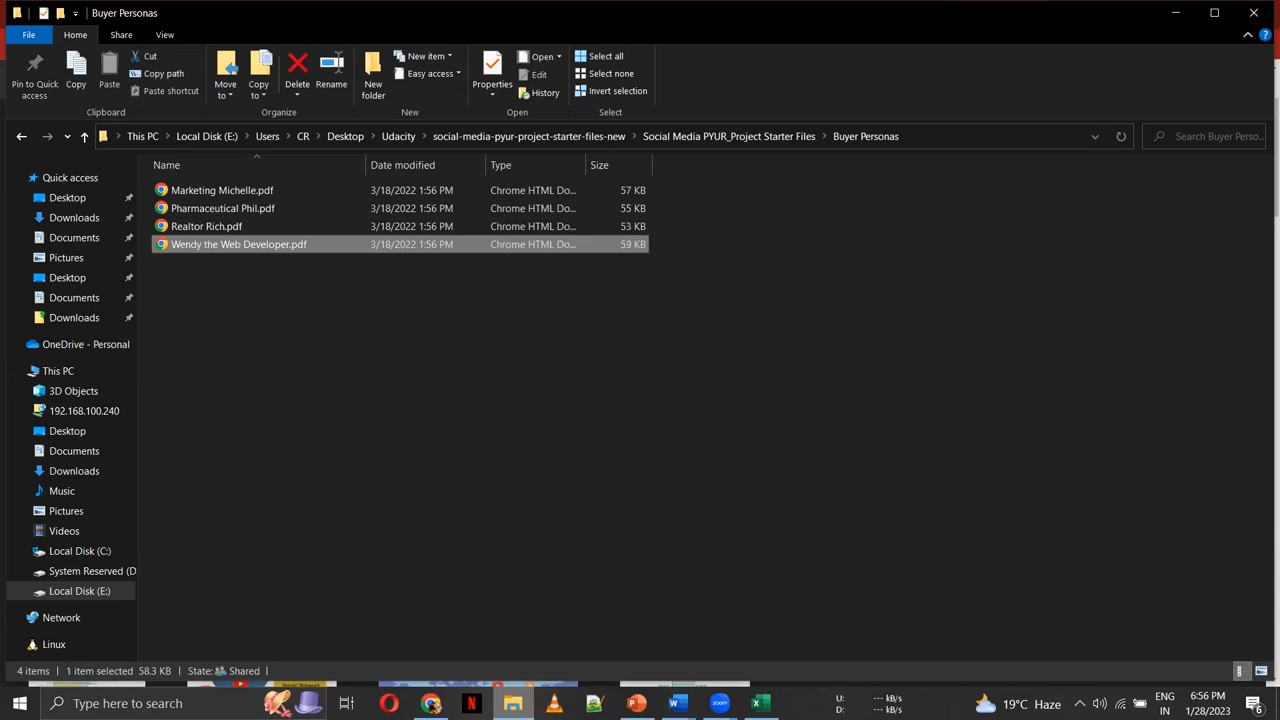 Buyer Personas
File Home Share View
Pin to Quick access
Copy
Paste
Cut
Copy path
Paste shortcut
Clipboard
Move to
Copy to
Delete
Rename
Organize
New folder
New item
Easy access
New
Properties
Open
Edit
History
Open
Select all
Select none
Invert selection
Select
This PC > Local Disk (E:) > Users > CR > Desktop > Udacity > social-media-pyur-project-starter-files-new > Social Media PYUR_Project Starter Files > Buyer Personas
Search Buyer Perso...
Name Date modified Type Size
Marketing Michelle.pdf 3/18/2022 1:56 PM Chrome HTML Do... 57 KB
Pharmaceutical Phil.pdf 3/18/2022 1:56 PM Chrome HTML Do... 55 KB
Realtor Rich.pdf 3/18/2022 1:56 PM Chrome HTML Do... 53 KB
Wendy the Web Developer.pdf 3/18/2022 1:56 PM Chrome HTML Do... 59 KB
Quick access
Desktop
Downloads
Documents
Pictures
Desktop
Documents
Downloads
OneDrive - Personal
This PC
3D Objects
192.168.100.240
Desktop
Documents
Downloads
Music
Pictures
Videos
Local Disk (C:)
System Reserved (D
Local Disk (E:)
Network
Linux
4 items 1 item selected 58.3 KB State: Shared
Social Network
Type here to search
U: --- kB/s
D: --- kB/s
19°C Haze
ENG
IN
6:56 PM
1/28/2023
6